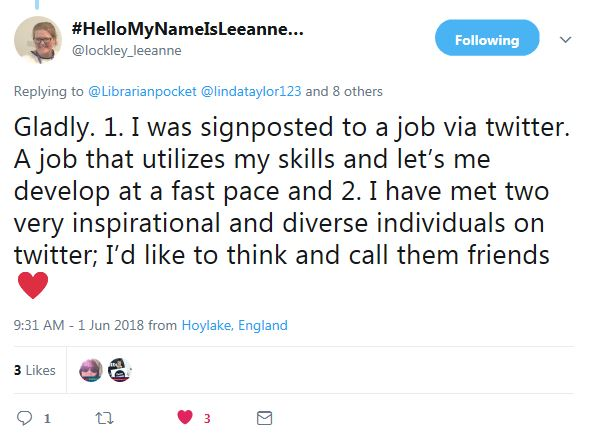 #HelloMyNameIsLeeanne...
@lockley_leeanne
Following
Replying to @Librarianpocket @lindataylor123 and 8 others
Gladly. 1. I was signposted to a job via twitter.
A job that utilizes my skills and let's me
develop at a fast pace and 2. I have met two
very inspirational and diverse individuals on
twitter; I'd like to think and call them friends
❤
9:31 AM - 1 Jun 2018 from Hoylake, England
3 Likes
1 3